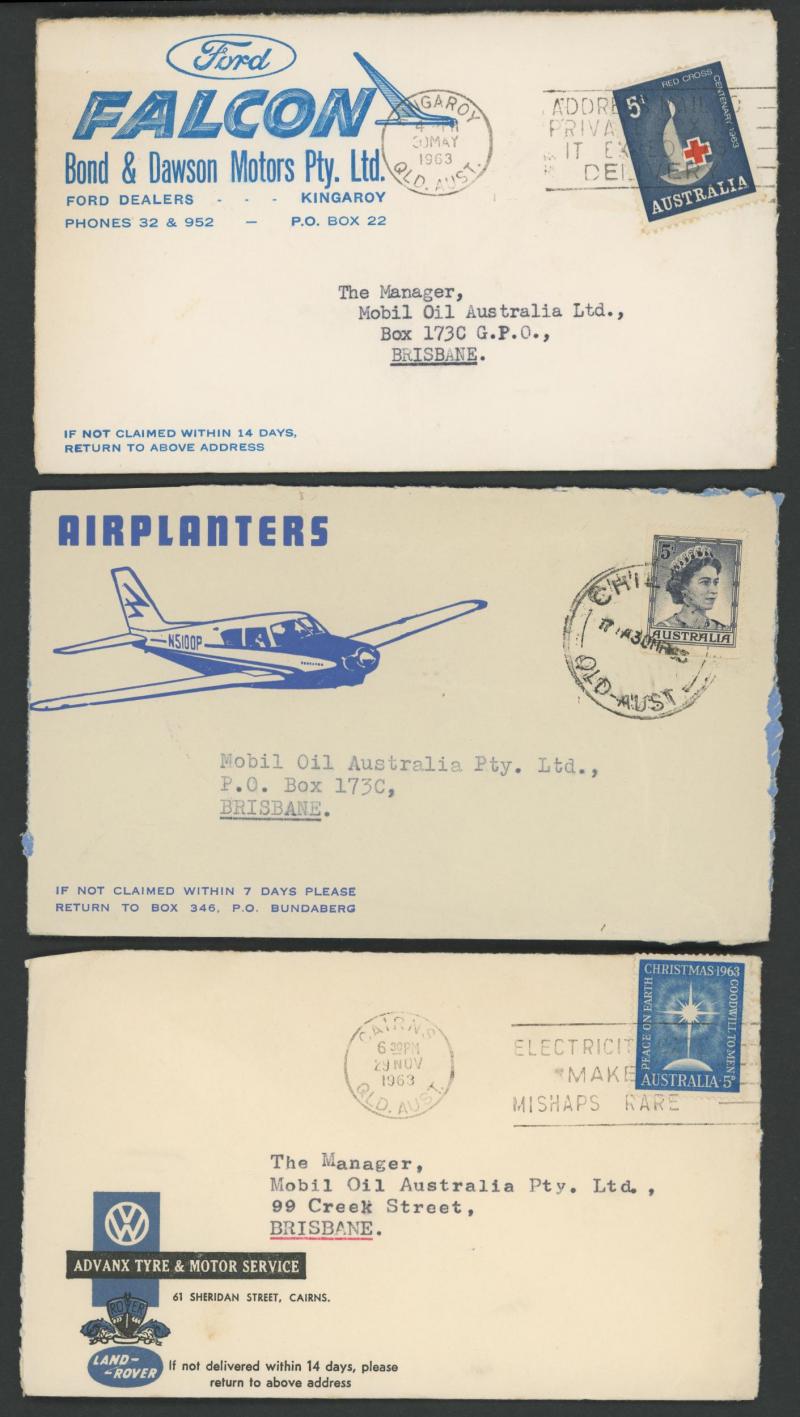 Ford
FALCON
Bond & Dawson Motors Pty. Ltd.
FORD DEALERS - - - KINGAROY
PHONES 32 & 952 — P.O. BOX 22
KINGAROY
30 MAY
1963
QLD. AUST.
IT
5D
RED CROSS
CENTENARY 1963
AUSTRALIA
The Manager,
Mobil Oil Australia Ltd.,
Box 173C G.P.O.,
BRISBANE.
IF NOT CLAIMED WITHIN 14 DAYS,
RETURN TO ABOVE ADDRESS
AIRPLANTERS
N5100P
5D
AUSTRALIA
QLD-AUST
Mobil Oil Australia Pty. Ltd.,
P.O. Box 173C,
BRISBANE.
IF NOT CLAIMED WITHIN 7 DAYS PLEASE
RETURN TO BOX 346, P.O. BUNDABERG
CAIRNS
6 30 PM
29 NOV
1963
QLD. AUST.
ELECTRICIT
MAKE
MISHAPS RARE
CHRISTMAS·1963
PEACE ON EARTH
GOODWILL TO MEN
AUSTRALIA·5D
The Manager,
Mobil Oil Australia Pty. Ltd.,
99 Creek Street,
BRISBANE.
VW
ADVANX TYRE & MOTOR SERVICE
61 SHERIDAN STREET, CAIRNS.
ROVER
LAND-
-ROVER
If not delivered within 14 days, please
return to above address